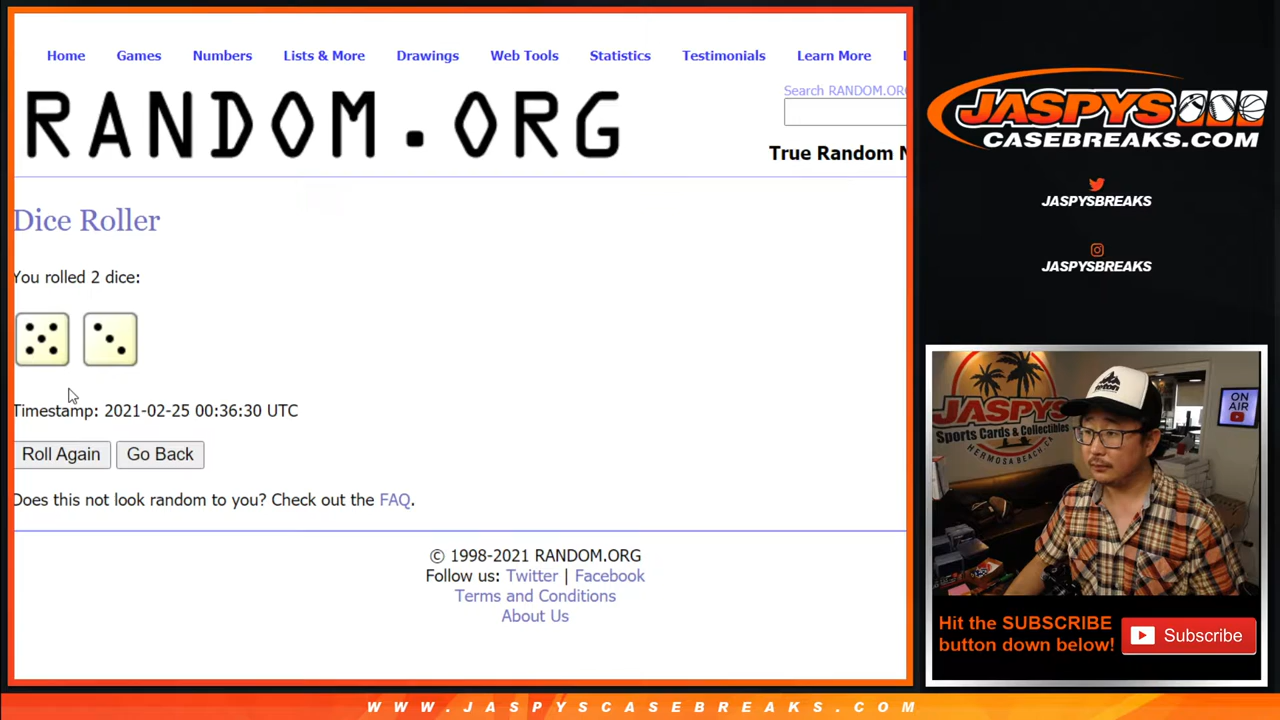 Home Games Numbers Lists & More Drawings Web Tools Statistics Testimonials Learn More
RANDOM.ORG
Search RANDOM.ORG
True Random
Dice Roller
You rolled 2 dice:
Timestamp: 2021-02-25 00:36:30 UTC
Roll Again Go Back
Does this not look random to you? Check out the FAQ.
© 1998-2021 RANDOM.ORG
Follow us: Twitter | Facebook
Terms and Conditions
About Us
JASPYS
CASEBREAKS.COM
JASPYSBREAKS
JASPYSBREAKS
JASPYS
Sports Cards & Collectibles
HERMOSA BEACH, CA
ON
AIR
Hit the SUBSCRIBE
button down below!
Subscribe
WWW.JASPYSCASEBREAKS.COM